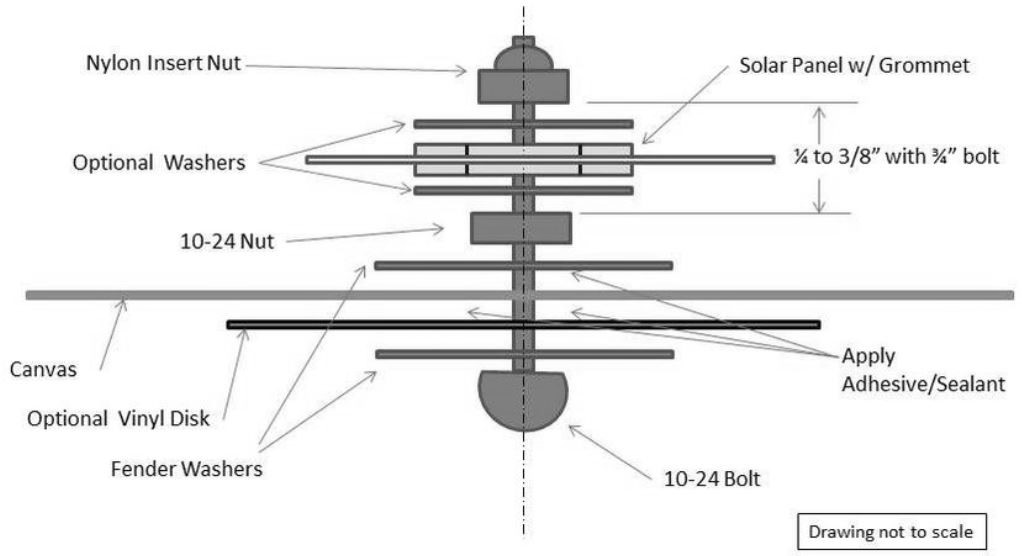 Nylon Insert Nut
Solar Panel w/ Grommet
Optional Washers
¼ to 3/8” with ¾” bolt
10-24 Nut
Canvas
Apply
Adhesive/Sealant
Optional Vinyl Disk
Fender Washers
10-24 Bolt
Drawing not to scale